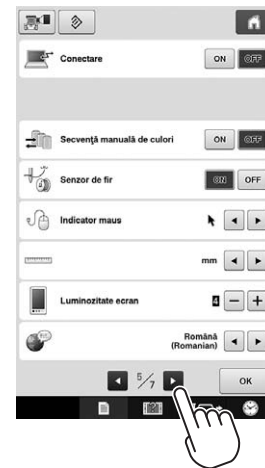 Conectare ON OFF
Secvenţă manuală de culori ON OFF
Senzor de fir ON OFF
Indicator maus
mm
Luminozitate ecran 4
Română
(Romanian)
5/7 OK